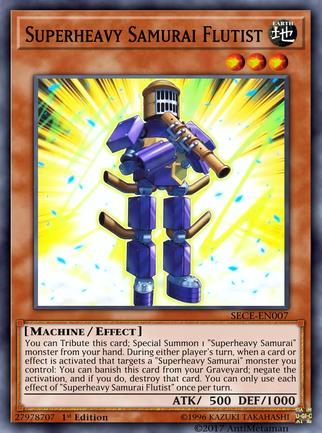 Superheavy Samurai Flutist
EARTH
地
SECE-EN007
[Machine / Effect]
You can Tribute this card; Special Summon 1 "Superheavy Samurai"
monster from your hand. During either player's turn, when a card or
effect is activated that targets a "Superheavy Samurai" monster you
control: You can banish this card from your Graveyard; negate the
activation, and if you do, destroy that card. You can only use each
effect of "Superheavy Samurai Flutist" once per turn.
ATK/ 500 DEF/1000
27978707 1st Edition ©1996 KAZUKI TAKAHASHI
©2017 AntiMetaman